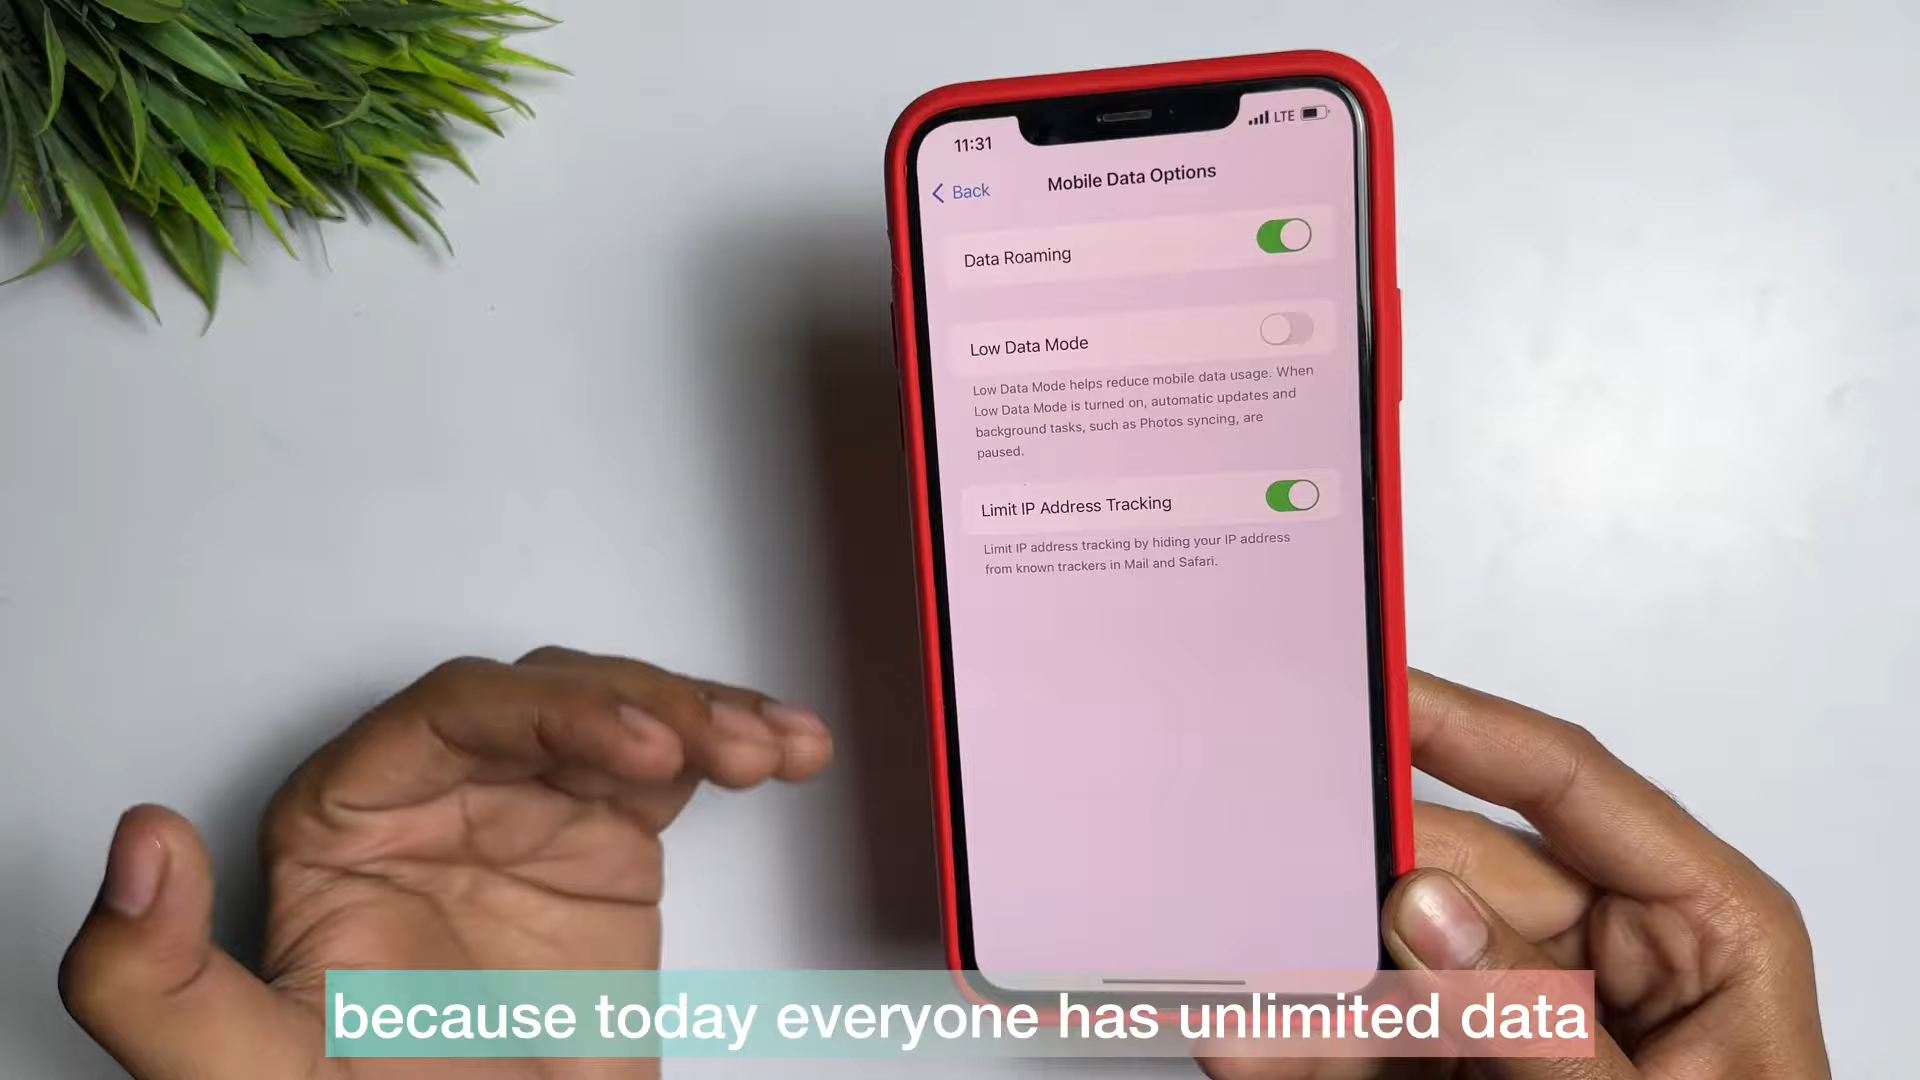 11:31
LTE
Back
Mobile Data Options
Data Roaming
Low Data Mode
Low Data Mode helps reduce mobile data usage. When
Low Data Mode is turned on, automatic updates and
background tasks, such as Photos syncing, are
paused.
Limit IP Address Tracking
Limit IP address tracking by hiding your IP address
from known trackers in Mail and Safari.
because today everyone has unlimited data